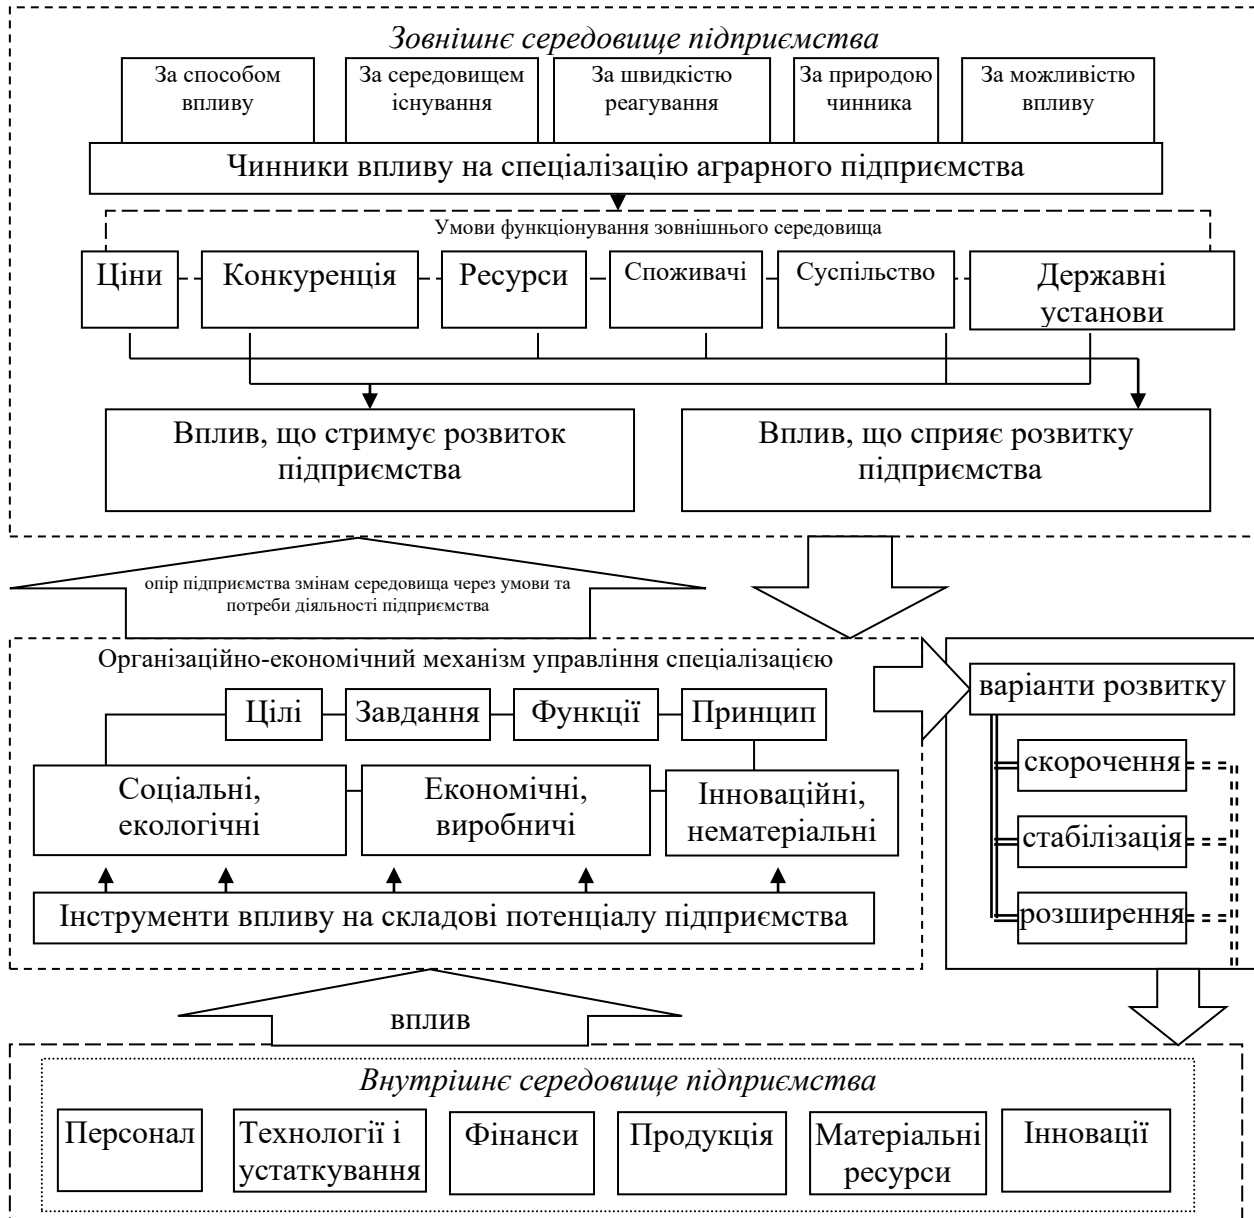 Зовнішнє середовище підприємства
За способом
впливу
За середовищем
існування
За швидкістю
реагування
За природою
чинника
За можливістю
впливу
Чинники впливу на спеціалізацію аграрного підприємства
Умови функціонування зовнішнього середовища
Ціни
Конкуренція
Ресурси
Споживачі
Суспільство
Державні
установи
Вплив, що стримує розвиток
підприємства
Вплив, що сприяє розвитку
підприємства
опір підприємства змінам середовища через умови та
потреби діяльності підприємства
Організаційно-економічний механізм управління спеціалізацією
Цілі
Завдання
Функції
Принцип
Соціальні,
екологічні
Економічні,
виробничі
Інноваційні,
нематеріальні
Інструменти впливу на складові потенціалу підприємства
варіанти розвитку
скорочення
стабілізація
розширення
вплив
Внутрішнє середовище підприємства
Персонал
Технології і
устаткування
Фінанси
Продукція
Матеріальні
ресурси
Інновації